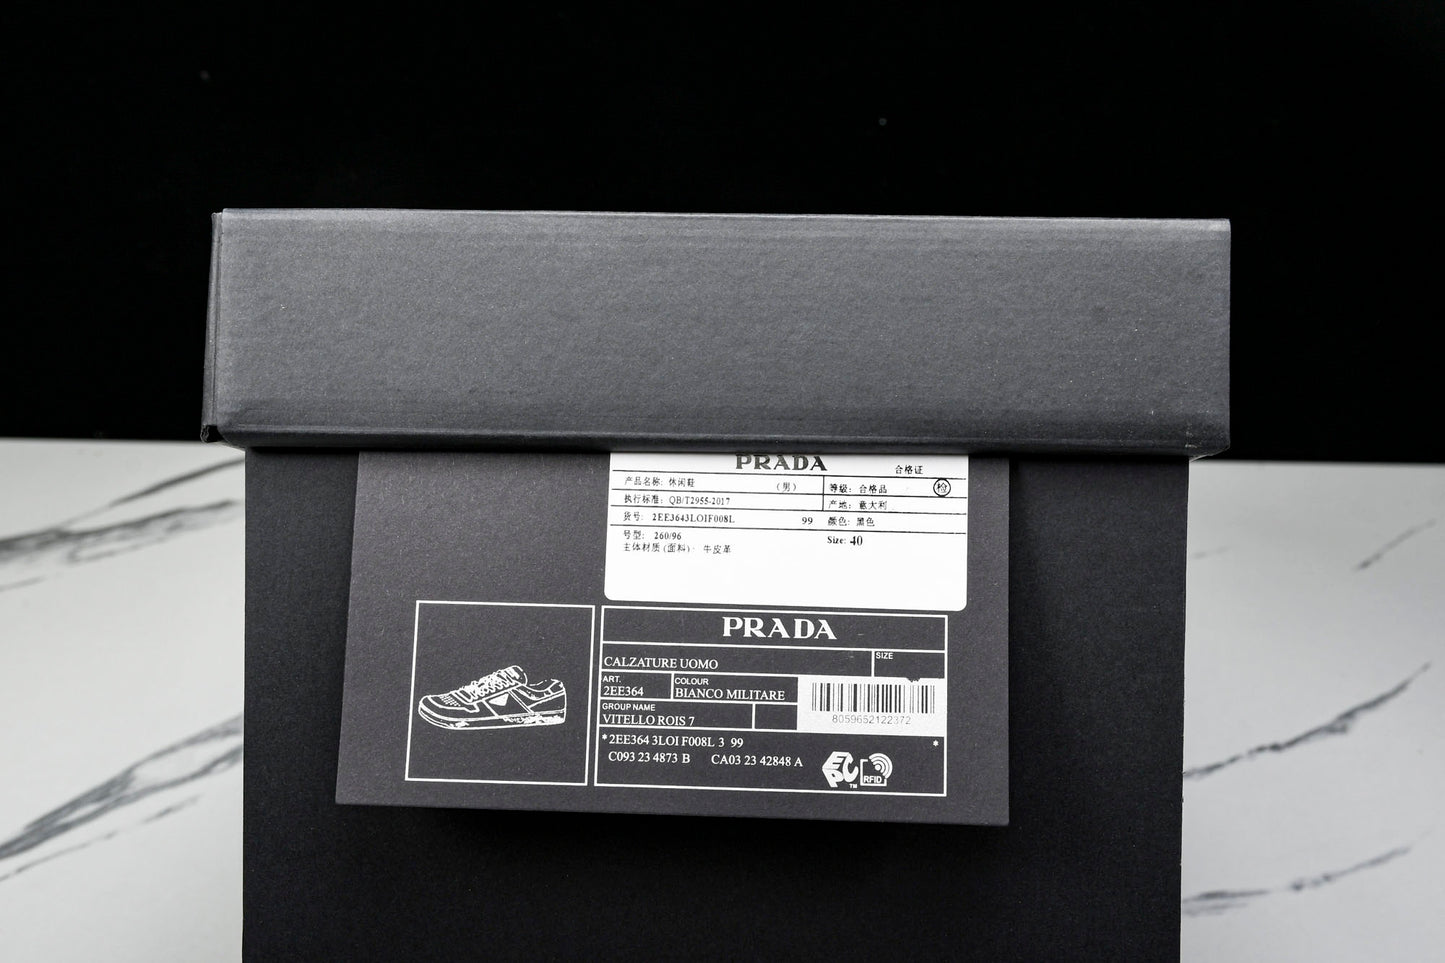 PRADA 合格证
产品名称: 休闲鞋 (男) 等级: 合格品 检
执行标准: QB/T2955-2017 产地: 意大利
货号: 2EE3643LOIF008L 99 颜色: 黑色
号型: 260/96 Size: 40
主体材质(面料): 牛皮革
PRADA
CALZATURE UOMO SIZE
ART. COLOUR
2EE364 BIANCO MILITARE
GROUP NAME
VITELLO ROIS 7 8059652122372
*2EE364 3LOI F008L 3 99 *
C093 23 4873 B CA03 23 42848 A
EPC TM RFID